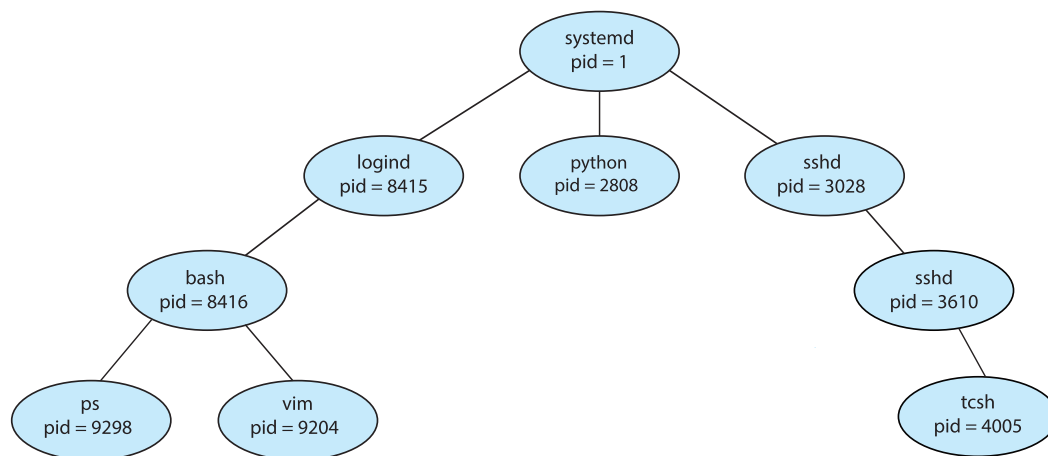 systemd
pid = 1
logind
pid = 8415
python
pid = 2808
sshd
pid = 3028
bash
pid = 8416
sshd
pid = 3610
ps
pid = 9298
vim
pid = 9204
tcsh
pid = 4005